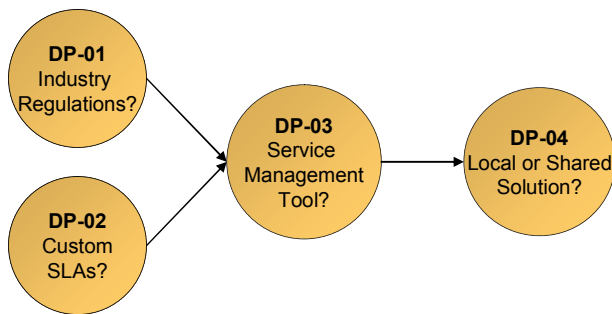 DP-01
Industry
Regulations?
DP-02
Custom
SLAs?
DP-03
Service
Management
Tool?
DP-04
Local or Shared
Solution?